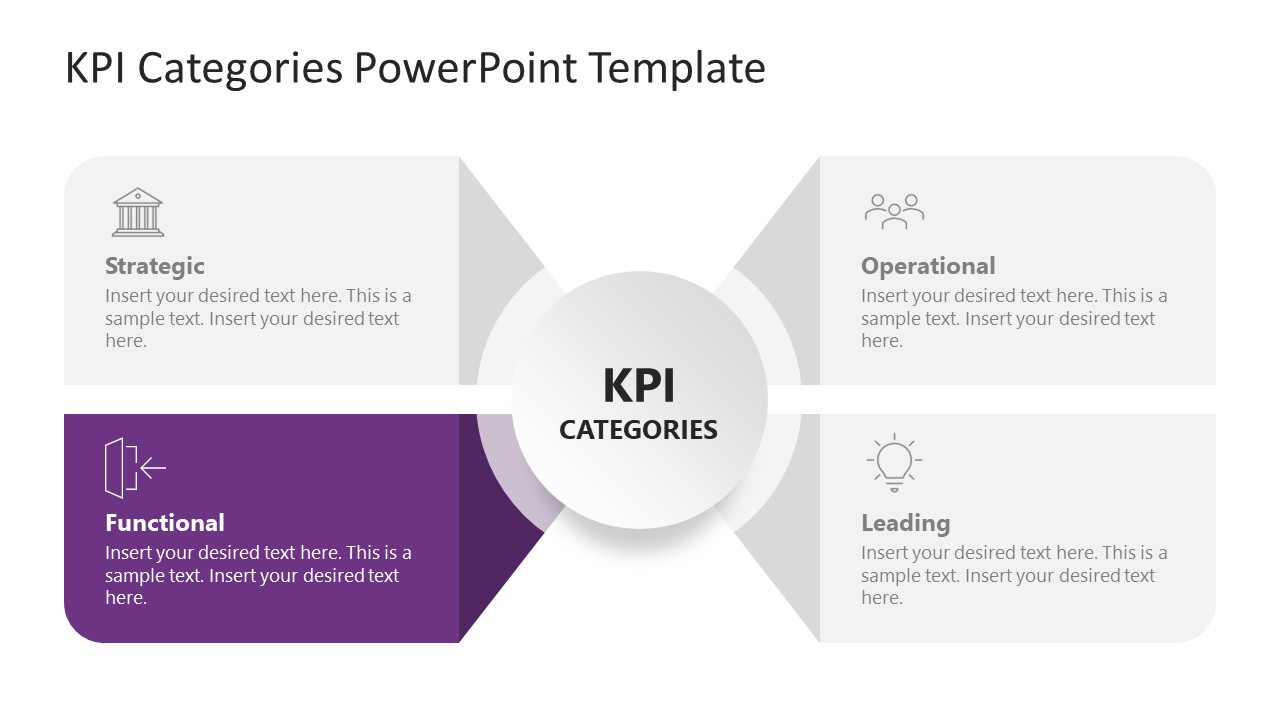 KPI Categories PowerPoint Template
Strategic
Insert your desired text here. This is a
sample text. Insert your desired text
here.
Operational
Insert your desired text here. This is a
sample text. Insert your desired text
here.
KPI
CATEGORIES
Functional
Insert your desired text here. This is a
sample text. Insert your desired text
here.
Leading
Insert your desired text here. This is a
sample text. Insert your desired text
here.